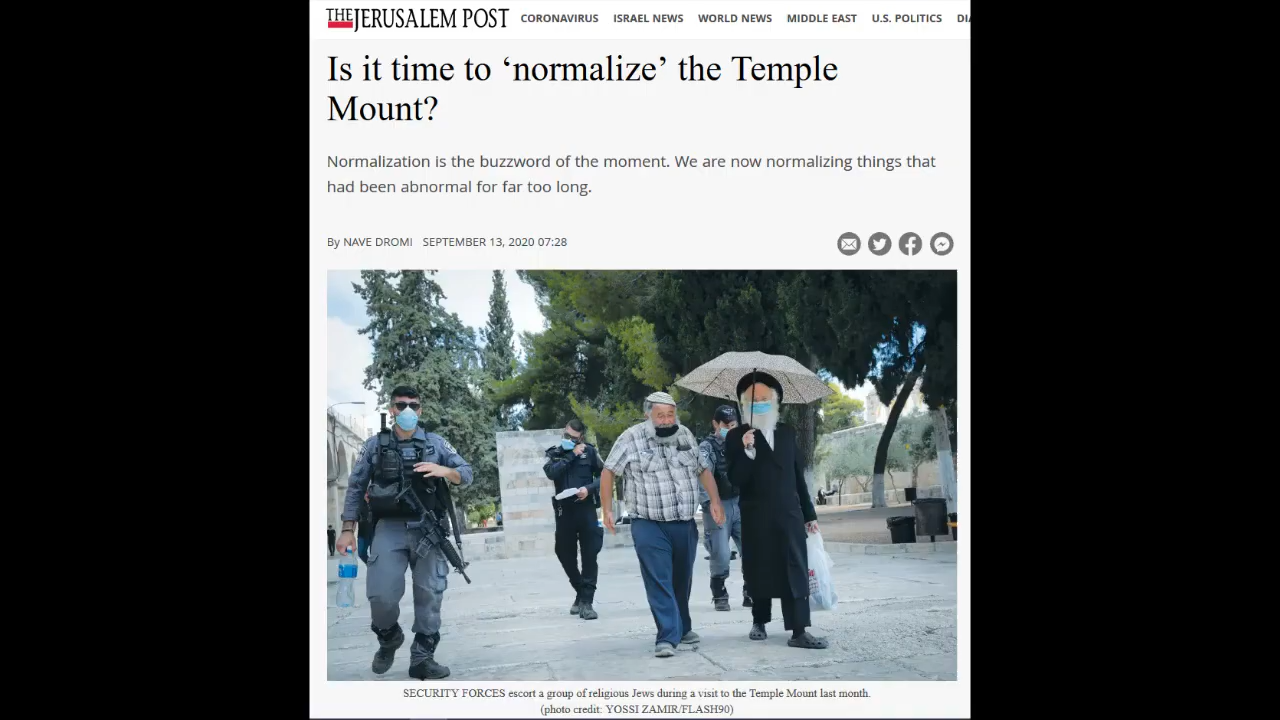 THE JERUSALEM POST CORONAVIRUS ISRAEL NEWS WORLD NEWS MIDDLE EAST U.S. POLITICS
Is it time to ‘normalize’ the Temple
Mount?
Normalization is the buzzword of the moment. We are now normalizing things that
had been abnormal for far too long.
By NAVE DROMI SEPTEMBER 13, 2020 07:28
SECURITY FORCES escort a group of religious Jews during a visit to the Temple Mount last month.
(photo credit: YOSSI ZAMIR/FLASH90)